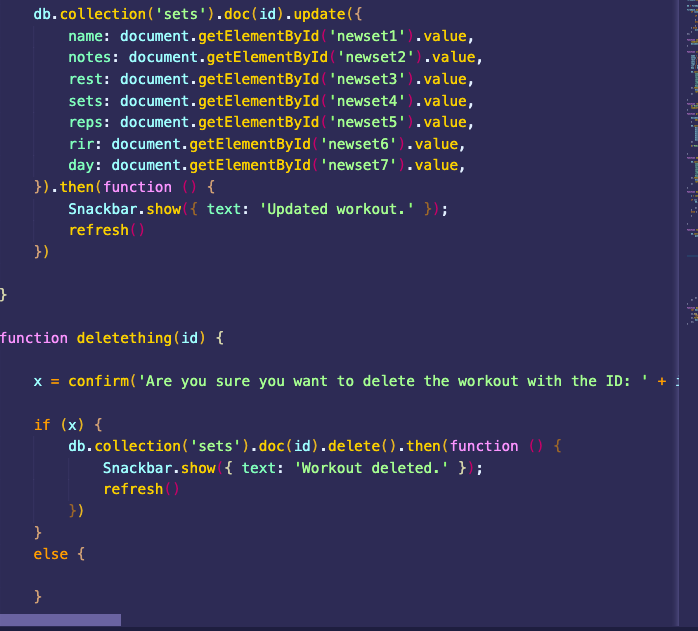 db.collection('sets').doc(id).update({
name: document.getElementById('newset1').value,
notes: document.getElementById('newset2').value,
rest: document.getElementById('newset3').value,
sets: document.getElementById('newset4').value,
reps: document.getElementById('newset5').value,
rir: document.getElementById('newset6').value,
day: document.getElementById('newset7').value,
}).then(function () {
Snackbar.show({ text: 'Updated workout.' });
refresh()
})
}
function deletething(id) {
x = confirm('Are you sure you want to delete the workout with the ID: ' +
if (x) {
db.collection('sets').doc(id).delete().then(function () {
Snackbar.show({ text: 'Workout deleted.' });
refresh()
})
}
else {
}